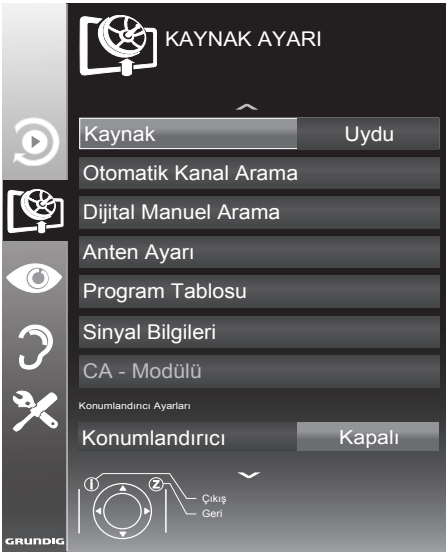 KAYNAK AYARI
Kaynak Uydu
Otomatik Kanal Arama
Dijital Manuel Arama
Anten Ayarı
Program Tablosu
Sinyal Bilgileri
CA - Modülü
Konumlandırıcı Ayarları
Konumlandırıcı Kapalı
i Z
Çıkış
Geri
GRUNDIG